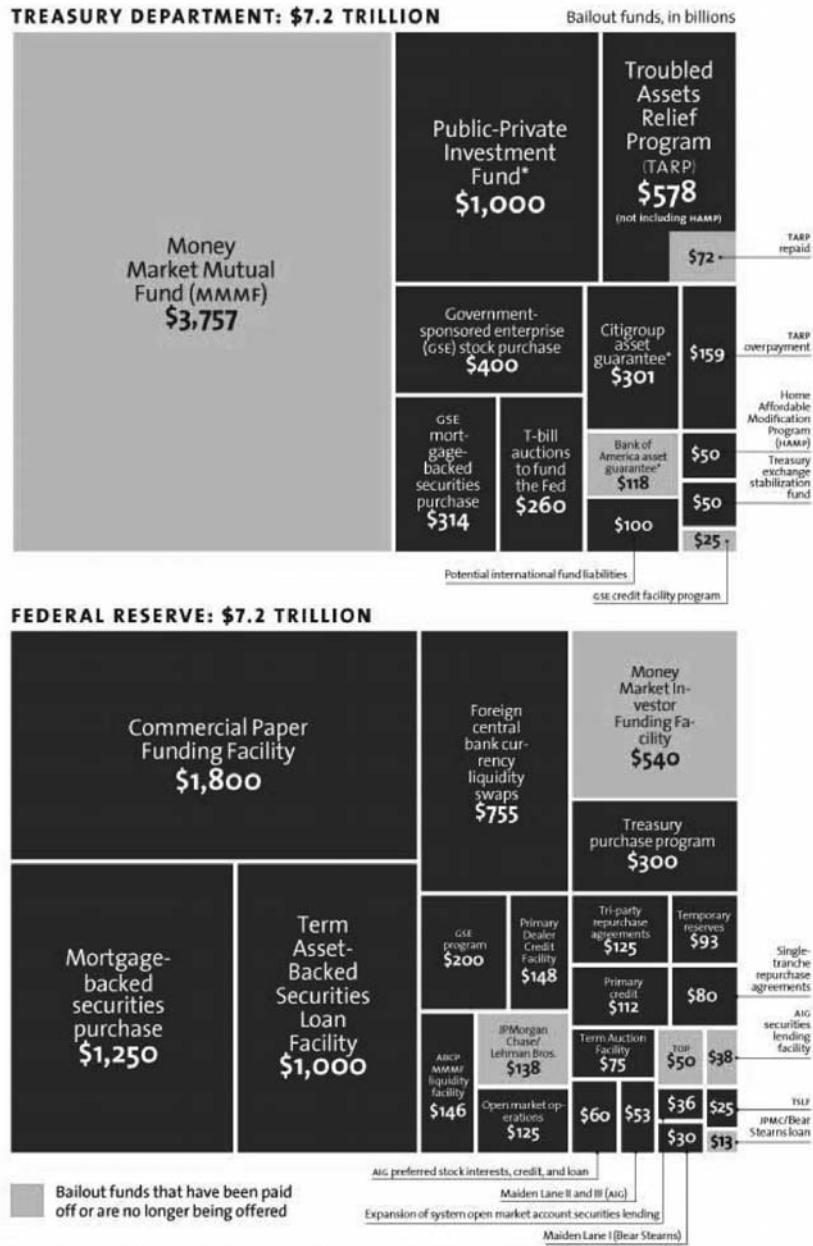 TREASURY DEPARTMENT: $7.2 TRILLION
Bailout funds, in billions
Money
Market Mutual
Fund (MMMF)
$3,757
Public-Private
Investment
Fund*
$1,000
Troubled
Assets
Relief
Program
(TARP)
$578
(not including HAMP)
$72
TARP
repaid
Government-
sponsored enterprise
(GSE) stock purchase
$400
Citigroup
asset
guarantee*
$301
$159
TARP
overpayment
GSE
mort-
gage-
backed
securities
purchase
$314
T-bill
auctions
to fund
the Fed
$260
Bank of
America asset
guarantee*
$118
$100
$50
Home
Affordable
Modification
Program
(HAMP)
$50
Treasury
exchange
stabilization
fund
$25
Potential international fund liabilities
GSE credit facility program
FEDERAL RESERVE: $7.2 TRILLION
Commercial Paper
Funding Facility
$1,800
Foreign
central
bank cur-
rency
liquidity
swaps
$755
Money
Market In-
vestor
Funding Fa-
cility
$540
Treasury
purchase program
$300
Mortgage-
backed
securities
purchase
$1,250
Term
Asset-
Backed
Securities
Loan
Facility
$1,000
GSE
program
$200
Primary
Dealer
Credit
Facility
$148
Tri-party
repurchase
agreements
$125
Temporary
reserves
$93
Primary
credit
$112
$80
Single-
tranche
repurchase
agreements
ABCP
MMMF
liquidity
facility
$146
JPMorgan
Chase/
Lehman Bros.
$138
Term Auction
Facility
$75
TOP
$50
$38
AIG
securities
lending
facility
Open market op-
erations
$125
$60
$53
$36
$25
TSLF
$30
$13
JPMC/Bear
Stearns loan
AIG preferred stock interests, credit, and loan
Maiden Lane II and III (AIG)
Expansion of system open market account securities lending
Maiden Lane I (Bear Stearns)
Bailout funds that have been paid
off or are no longer being offered